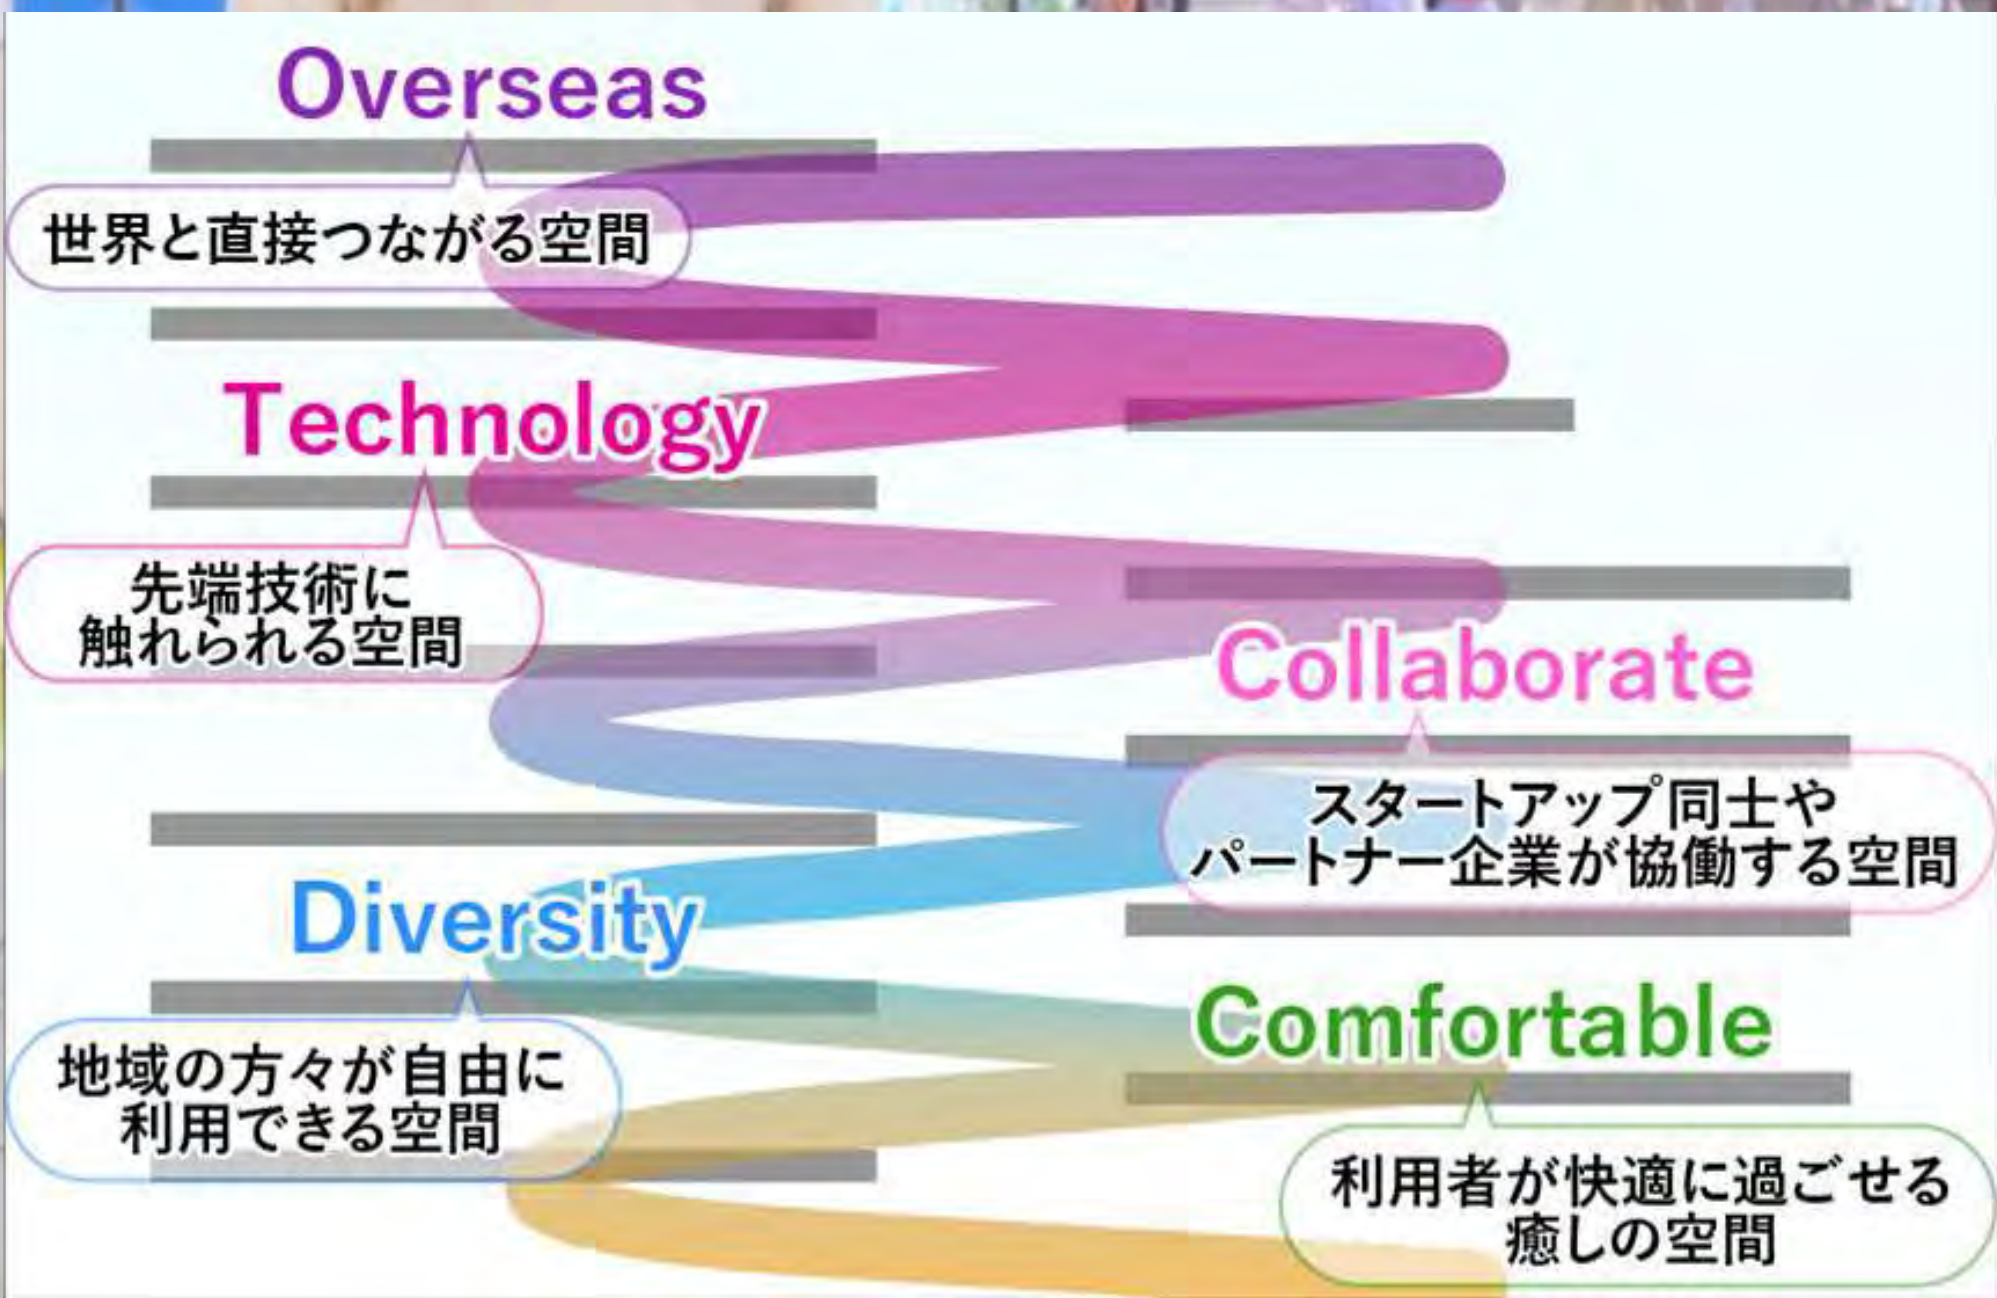 Overseas
世界と直接つながる空間
Technology
先端技術に
触れられる空間
Collaborate
スタートアップ同士や
パートナー企業が協働する空間
Diversity
地域の方々が自由に
利用できる空間
Comfortable
利用者が快適に過ごせる
癒しの空間